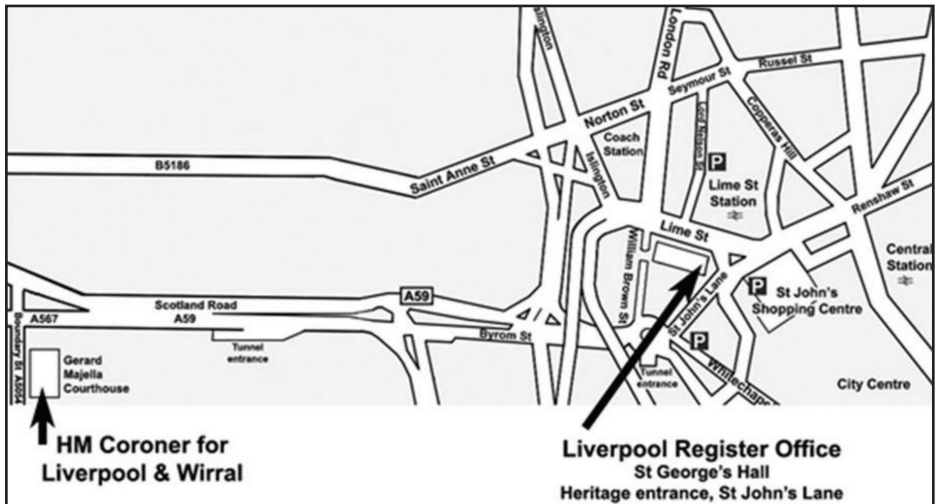 Islington
London Rd
Russel St
Seymour St
Norton St
Copperas Hill
Lord Nelson St
Coach
Station
P
B5186
Saint Anne St
Islington
Lime St
Station
Renshaw St
Lime St
William Brown St
Central
Station
St John's Lane
P
St John's
Shopping Centre
A59
Scotland Road
A567
A59
Boundary St A5054
Byrom St
Tunnel
entrance
P
Tunnel
entrance
Whitechapel
Gerard
Majella
Courthouse
City Centre
HM Coroner for
Liverpool & Wirral
Liverpool Register Office
St George's Hall
Heritage entrance, St John's Lane